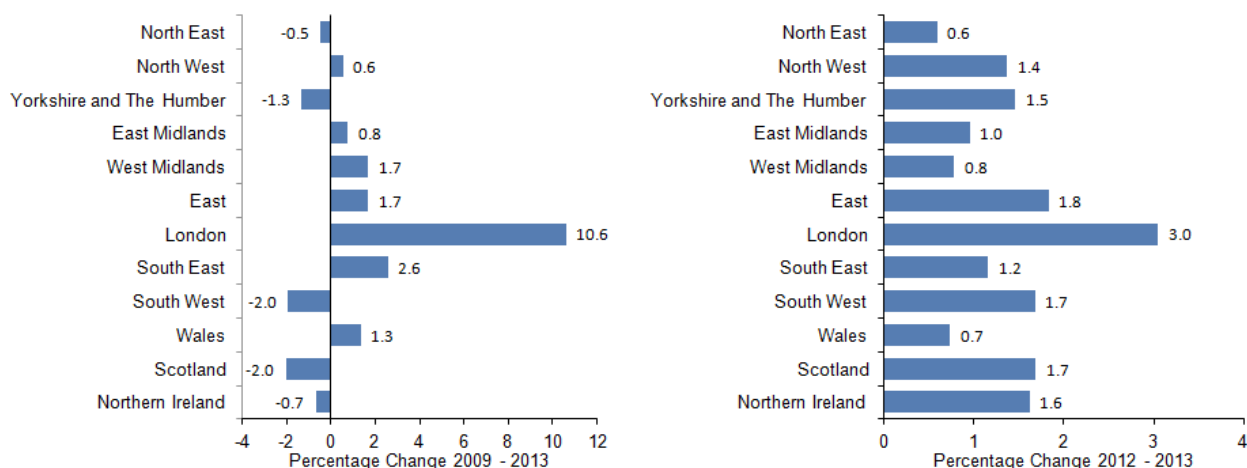 North East -0.5
North West 0.6
Yorkshire and The Humber -1.3
East Midlands 0.8
West Midlands 1.7
East 1.7
London 10.6
South East 2.6
South West -2.0
Wales 1.3
Scotland -2.0
Northern Ireland -0.7
-4 -2 0 2 4 6 8 10 12
Percentage Change 2009 - 2013
North East 0.6
North West 1.4
Yorkshire and The Humber 1.5
East Midlands 1.0
West Midlands 0.8
East 1.8
London 3.0
South East 1.2
South West 1.7
Wales 0.7
Scotland 1.7
Northern Ireland 1.6
0 1 2 3 4
Percentage Change 2012 - 2013